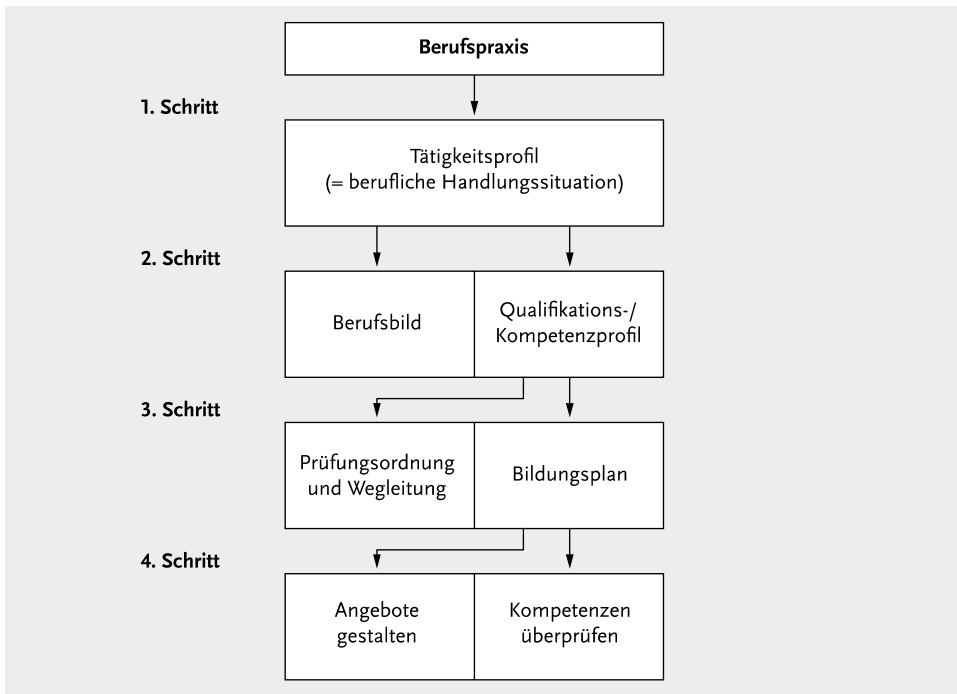 Berufspraxis
1. Schritt
Tätigkeitsprofil
(= berufliche Handlungssituation)
2. Schritt
Berufsbild
Qualifikations-/
Kompetenzprofil
3. Schritt
Prüfungsordnung
und Wegleitung
Bildungsplan
4. Schritt
Angebote
gestalten
Kompetenzen
überprüfen